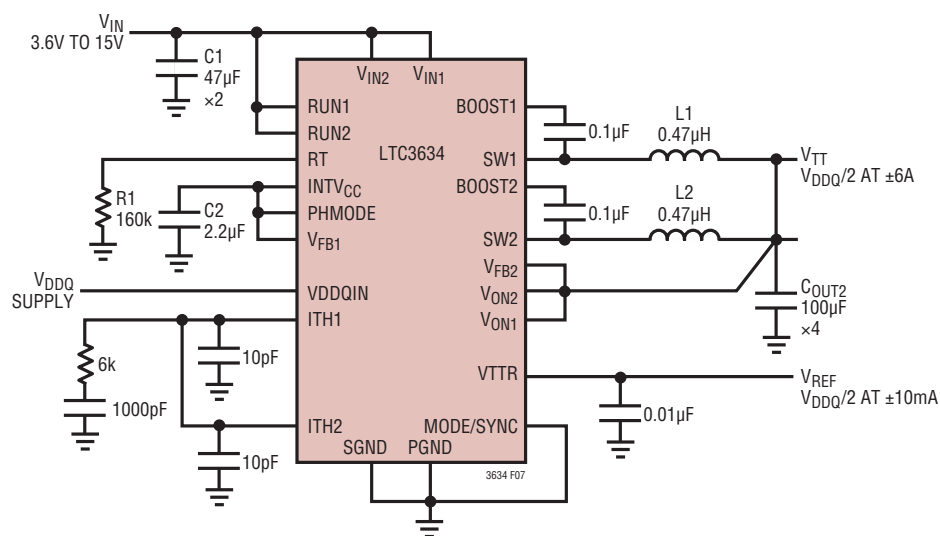 VIN
3.6V TO 15V
C1
47µF
×2
VIN2
VIN1
RUN1
RUN2
RT
INTVCC
PHMODE
VFB1
VDDQIN
ITH1
ITH2
SGND
PGND
LTC3634
BOOST1
SW1
BOOST2
SW2
VFB2
VON2
VON1
VTTR
MODE/SYNC
R1
160k
C2
2.2µF
VDDQ
SUPPLY
6k
1000pF
10pF
10pF
0.1µF
L1
0.47µH
VTT
VDDQ/2 AT ±6A
0.1µF
L2
0.47µH
COUT2
100µF
×4
VREF
VDDQ/2 AT ±10mA
0.01µF
3634 F07